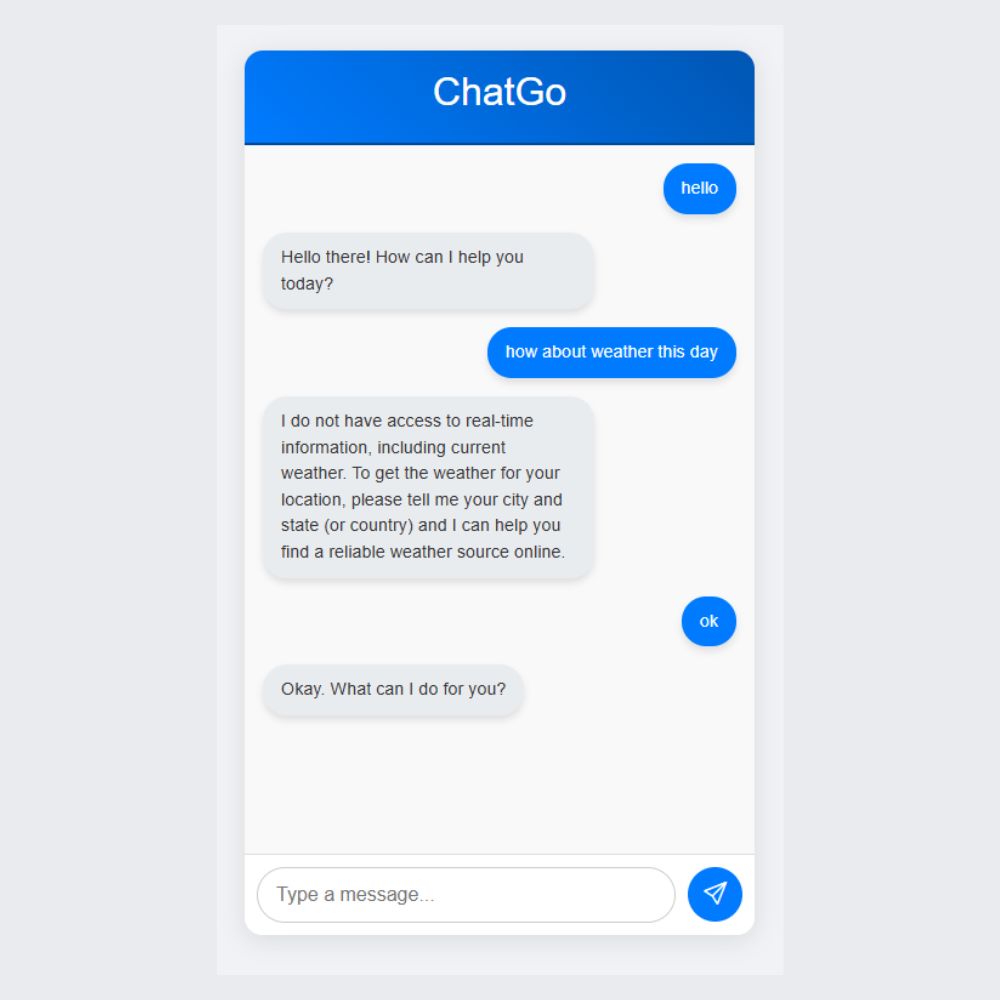 ChatGo
hello
Hello there! How can I help you
today?
how about weather this day
I do not have access to real-time
information, including current
weather. To get the weather for your
location, please tell me your city and
state (or country) and I can help you
find a reliable weather source online.
ok
Okay. What can I do for you?
Type a message...